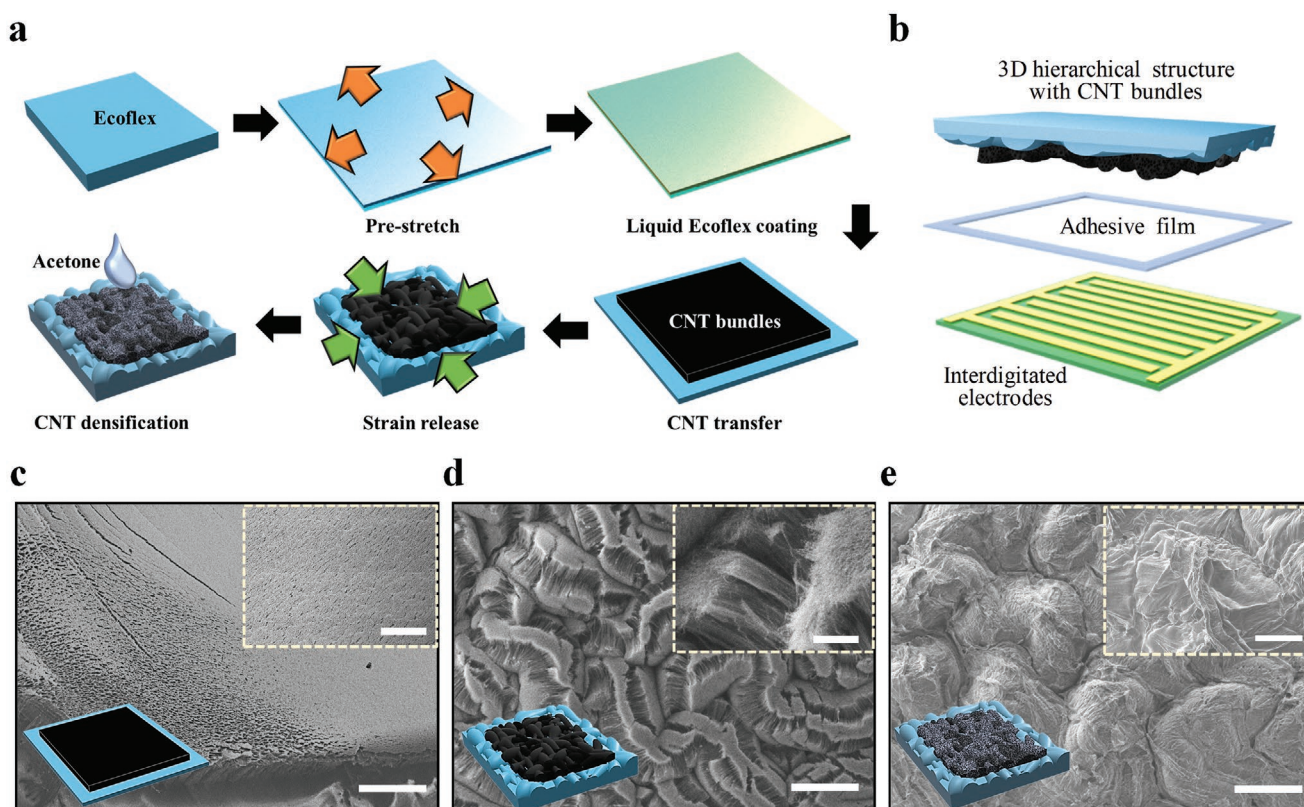 a
Ecoflex
Pre-stretch
Liquid Ecoflex coating
Acetone
CNT bundles
CNT densification
Strain release
CNT transfer
b
3D hierarchical structure
with CNT bundles
Adhesive film
Interdigitated
electrodes
c
d
e